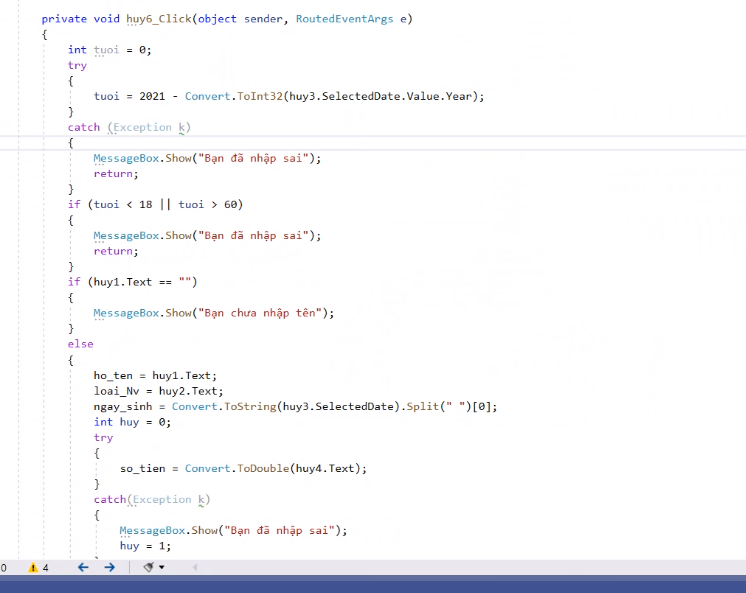 private void huy6_Click(object sender, RoutedEventArgs e)
{
int tuoi = 0;
try
{
tuoi = 2021 - Convert.ToInt32(huy3.SelectedDate.Value.Year);
}
catch (Exception k)
{
MessageBox.Show("Bạn đã nhập sai");
return;
}
if (tuoi < 18 || tuoi > 60)
{
MessageBox.Show("Bạn đã nhập sai");
return;
}
if (huy1.Text == "")
{
MessageBox.Show("Bạn chưa nhập tên");
}
else
{
ho_ten = huy1.Text;
loai_Nv = huy2.Text;
ngay_sinh = Convert.ToString(huy3.SelectedDate).Split(" ")[0];
int huy = 0;
try
{
so_tien = Convert.ToDouble(huy4.Text);
}
catch(Exception k)
{
MessageBox.Show("Bạn đã nhập sai");
huy = 1;
0 4